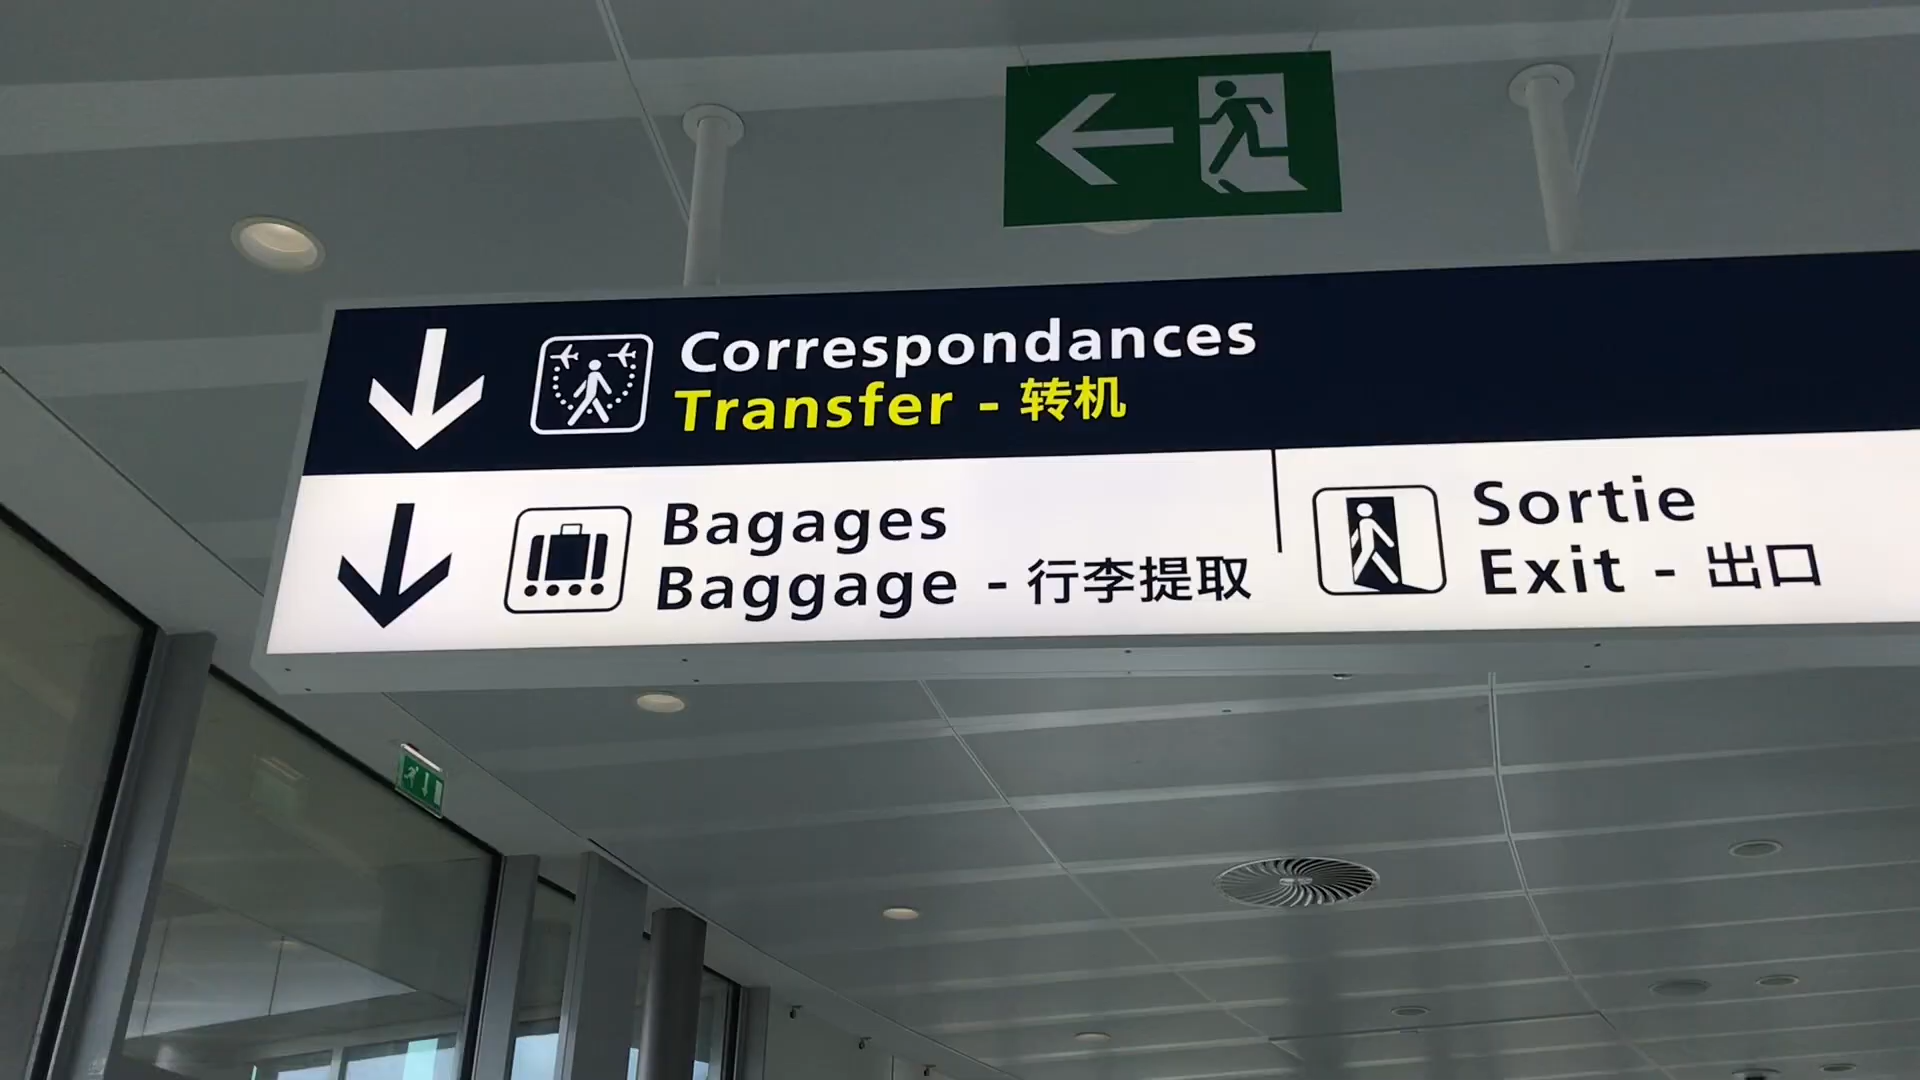 Correspondances
Transfer - 转机
Bagages
Baggage - 行李提取
Sortie
Exit - 出口